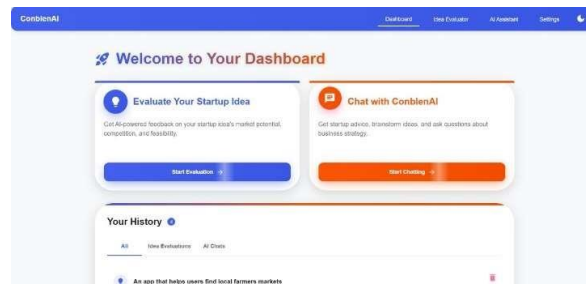 ConblenAI
Dashboard
Idea Evaluator
AI Assistant
Settings
Welcome to Your Dashboard
Evaluate Your Startup Idea
Get AI-powered feedback on your startup idea's market potential,
competition, and feasibility.
Start Evaluation →
Chat with ConblenAI
Get startup advice, brainstorm ideas, and ask questions about
business strategy.
Start Chatting →
Your History
All
Idea Evaluations
AI Chats
An app that helps users find local farmers markets